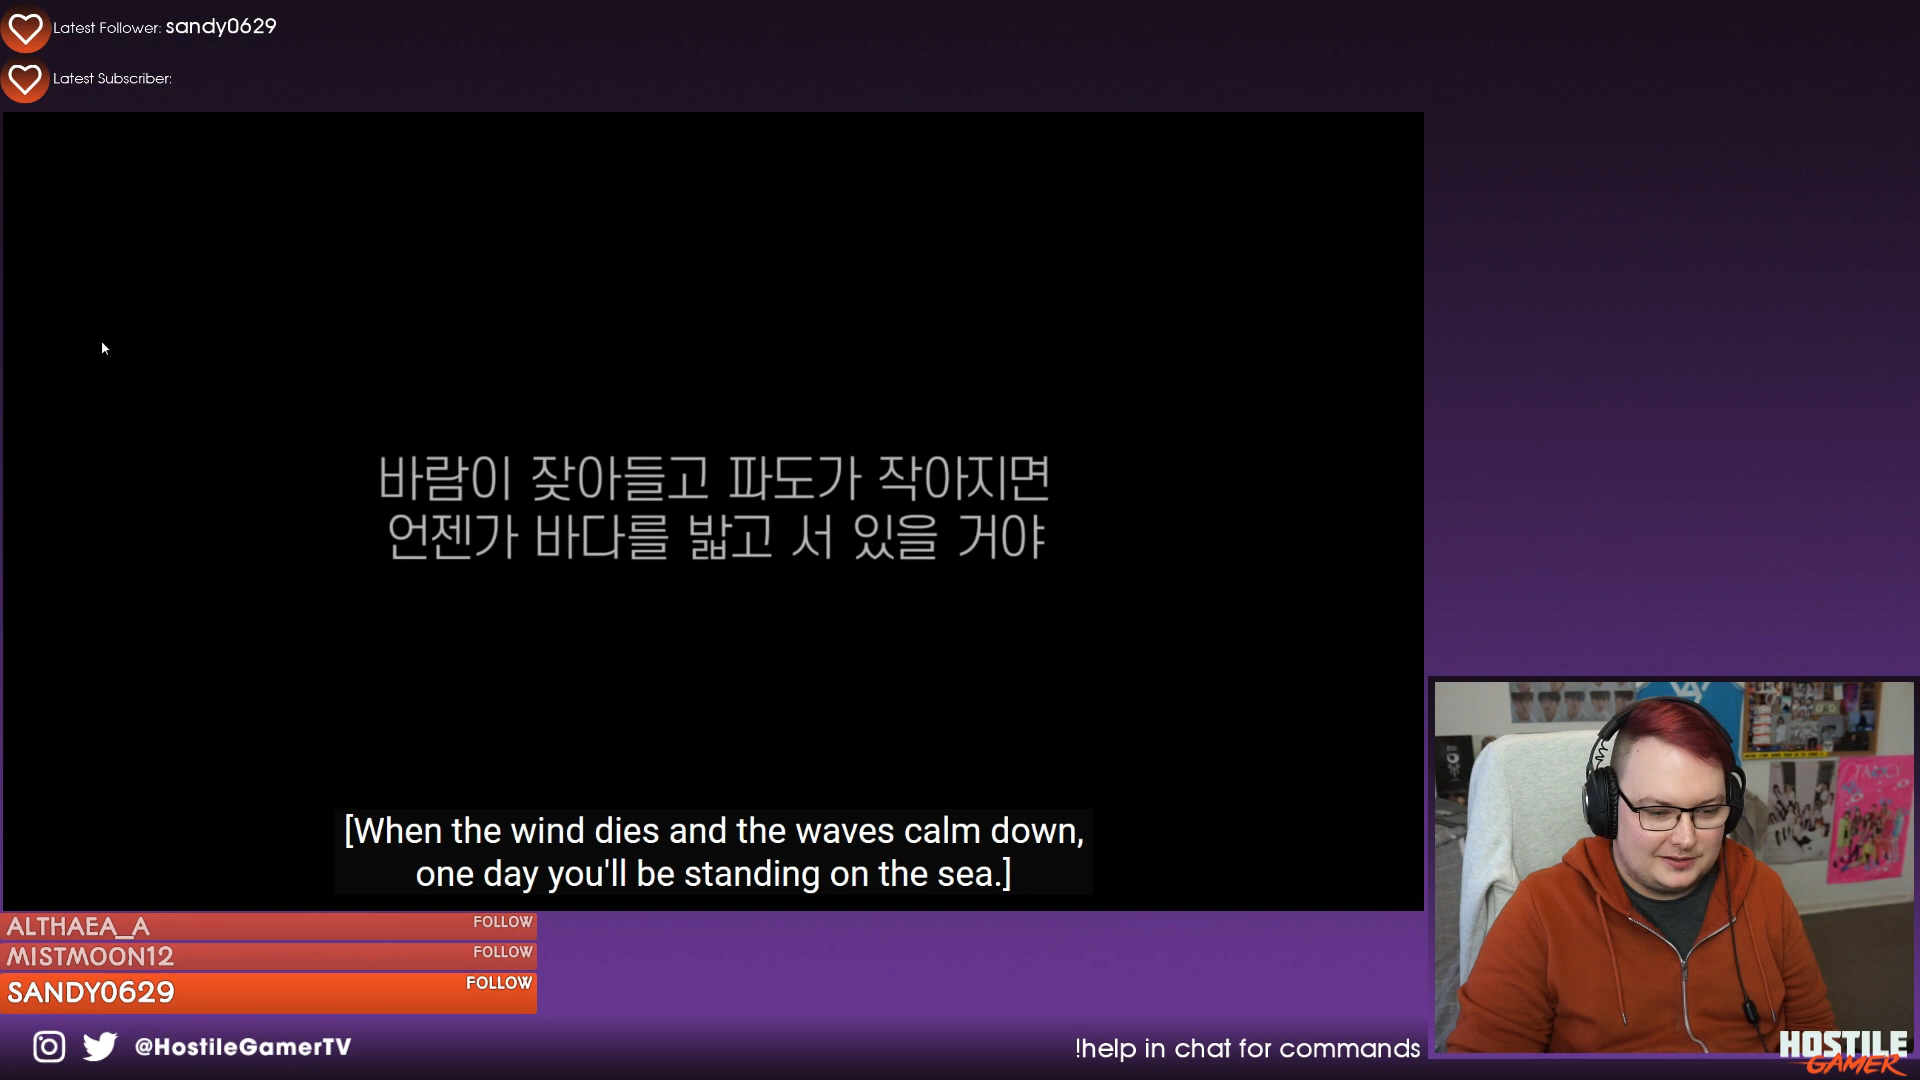 Latest Follower: sandy0629
Latest Subscriber:
바람이 잦아들고 파도가 작아지면
언젠가 바다를 밟고 서 있을 거야
[When the wind dies and the waves calm down,
one day you'll be standing on the sea.]
ALTHAEA_A FOLLOW
MISTMOON12 FOLLOW
SANDY0629 FOLLOW
@HostileGamerTV
!help in chat for commands
FANCY
HOSTILE
GAMER